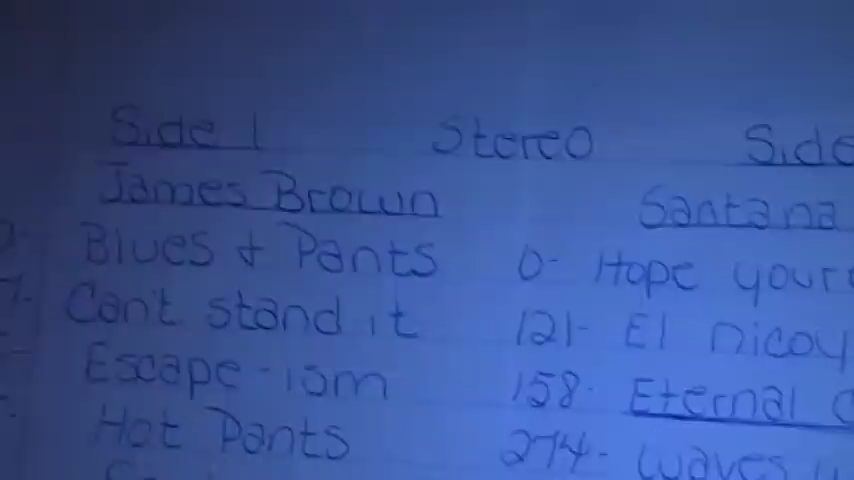 Side 1 Stereo Side
James Brown Santana
Blues & Pants 0- Hope your
Can't stand it 121- El nicoy
Escape-ism 158- Eternal
Hot Pants 274- waves